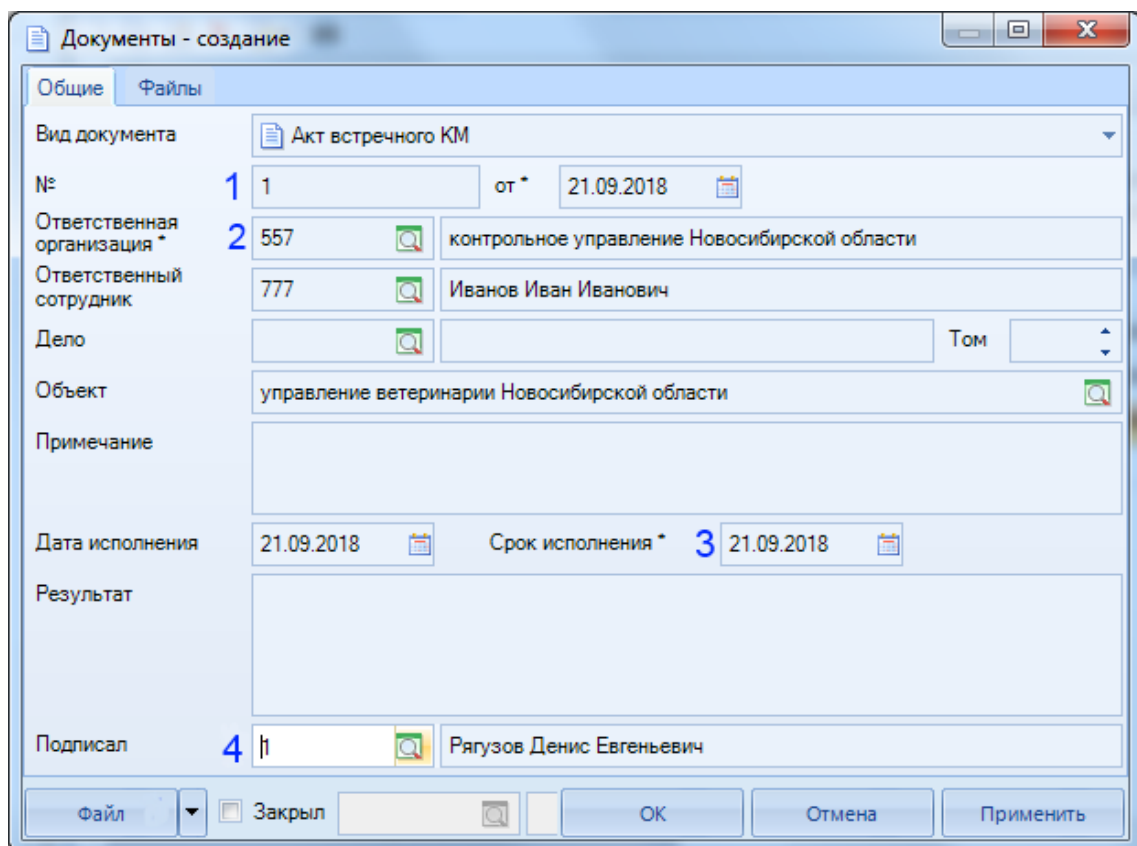 Документы - создание
Общие Файлы
Вид документа Акт встречного КМ
№ 1 1 от * 21.09.2018
Ответственная
организация * 2 557 контрольное управление Новосибирской области
Ответственный
сотрудник 777 Иванов Иван Иванович
Дело Том
Объект управление ветеринарии Новосибирской области
Примечание
Дата исполнения 21.09.2018 Срок исполнения * 3 21.09.2018
Результат
Подписал 4 1 Рягузов Денис Евгеньевич
Файл Закрыл ОК Отмена Применить